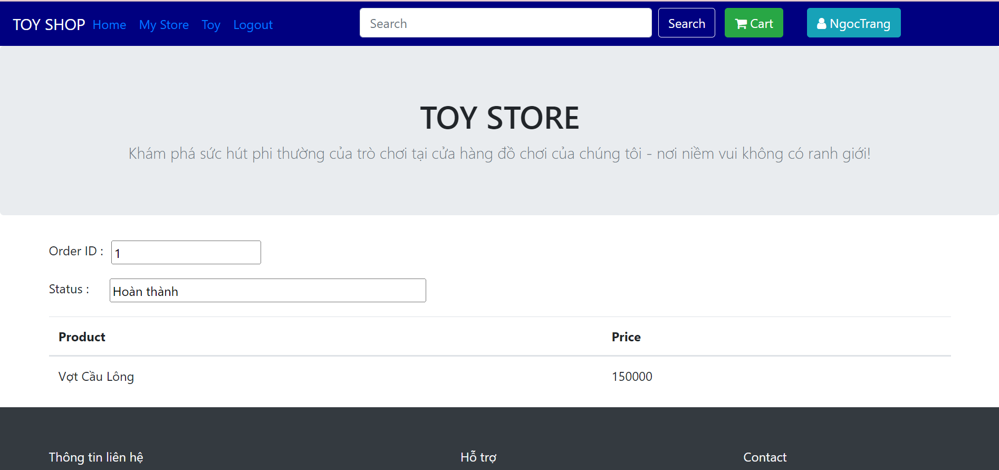 TOY SHOP Home My Store Toy Logout Search Search Cart NgocTrang
TOY STORE
Khám phá sức hút phi thường của trò chơi tại cửa hàng đồ chơi của chúng tôi - nơi niềm vui không có ranh giới!
Order ID : 1
Status : Hoàn thành
Product Price
Vợt Cầu Lông 150000
Thông tin liên hệ Hỗ trợ Contact